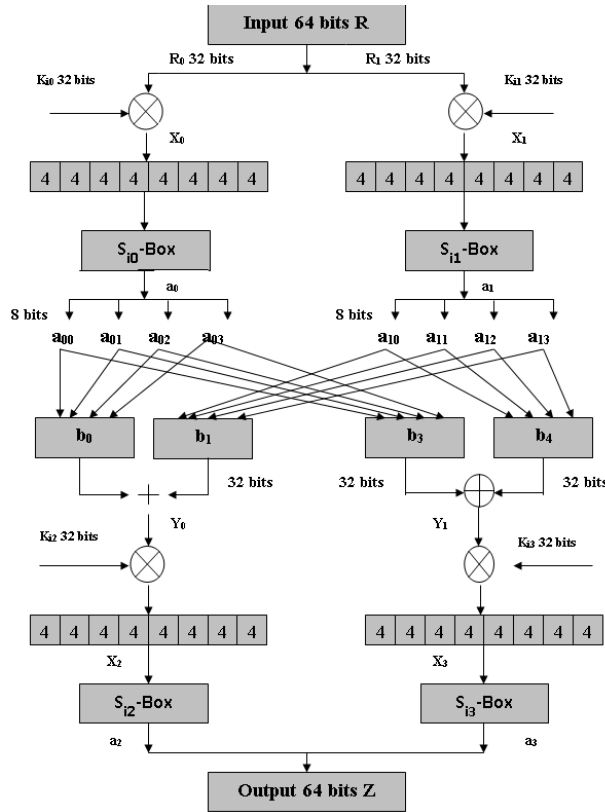 Input 64 bits R
R₀ 32 bits R₁ 32 bits
Kᵢ₀ 32 bits Kᵢ₁ 32 bits
X₀ X₁
4 4 4 4 4 4 4 4 4 4 4 4 4 4 4 4
Sᵢ₀-Box Sᵢ₁-Box
a₀ a₁
8 bits 8 bits
a₀₀ a₀₁ a₀₂ a₀₃ a₁₀ a₁₁ a₁₂ a₁₃
b₀ b₁ b₃ b₄
32 bits 32 bits 32 bits
Y₀ Y₁
Kᵢ₂ 32 bits Kᵢ₃ 32 bits
4 4 4 4 4 4 4 4 4 4 4 4 4 4 4 4
X₂ X₃
Sᵢ₂-Box Sᵢ₃-Box
a₂ a₃
Output 64 bits Z